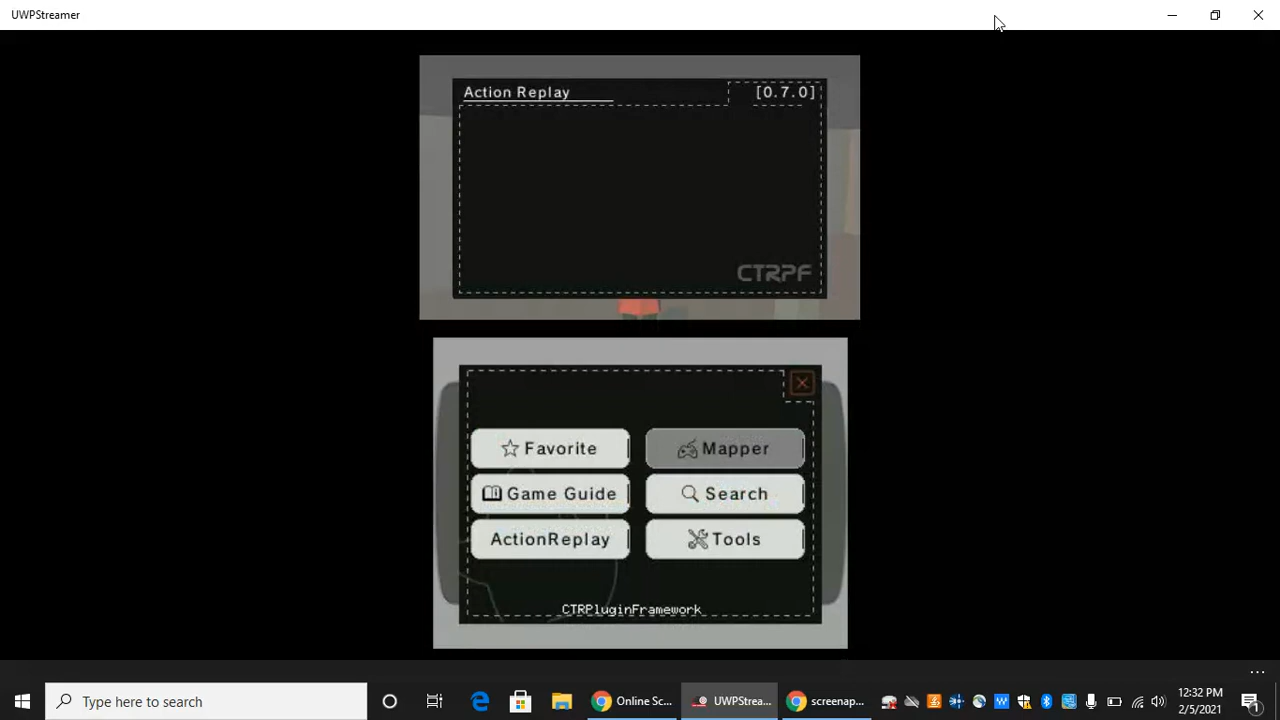 UWPStreamer
Action Replay
[0.7.0]
CTRPF
Favorite
Mapper
Game Guide
Search
ActionReplay
Tools
CTRPluginFramework
Type here to search
Online Sc...
UWPStrea...
screenap...
12:32 PM
2/5/2021
1